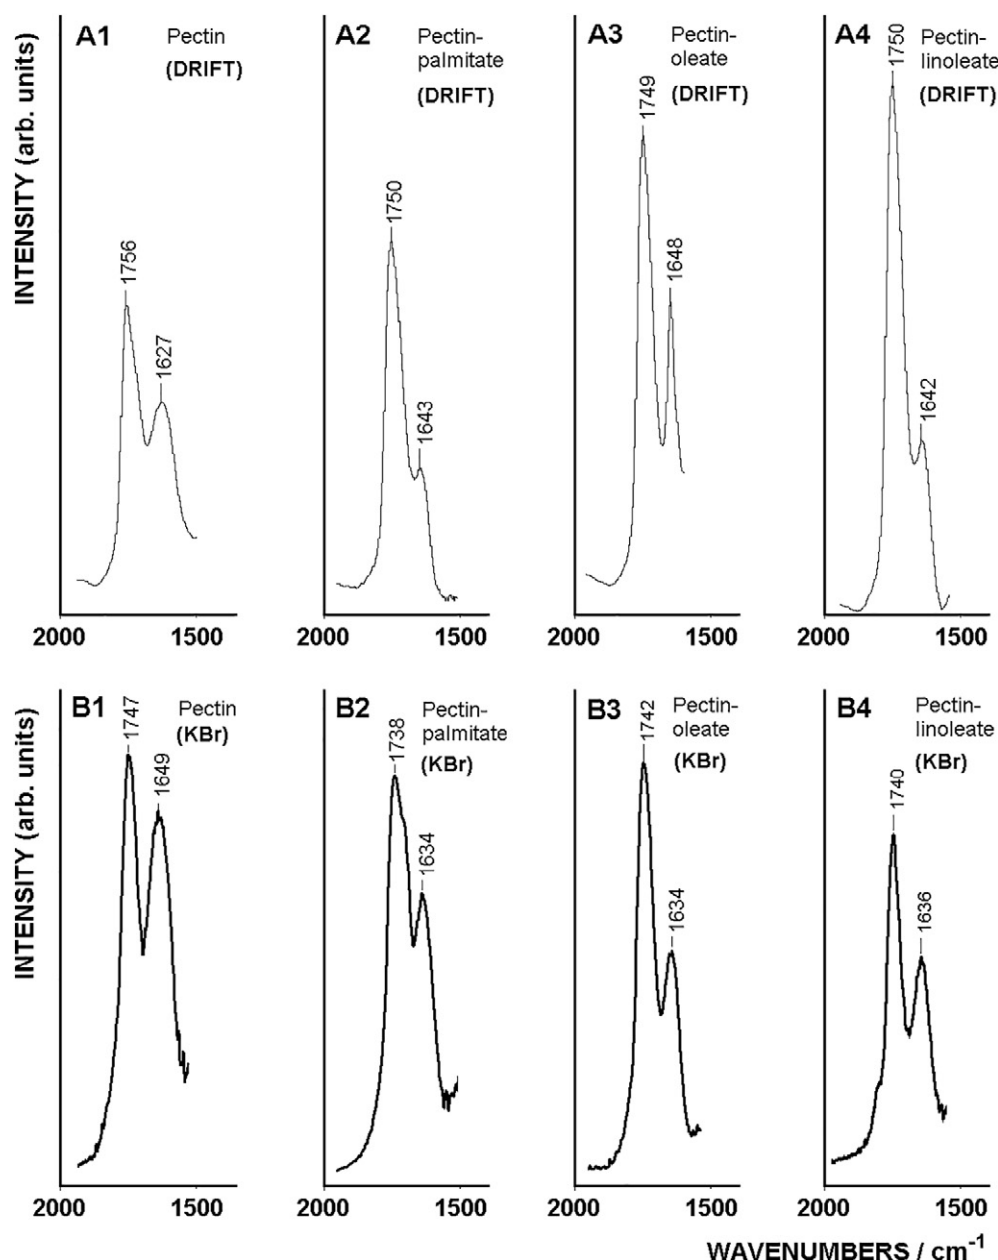 INTENSITY (arb. units)
A1
Pectin
(DRIFT)
1756
1627
2000
1500
A2
Pectin-
palmitate
(DRIFT)
1750
1643
2000
1500
A3
Pectin-
oleate
(DRIFT)
1749
1648
2000
1500
A4
Pectin-
linoleate
(DRIFT)
1750
1642
2000
1500
INTENSITY (arb. units)
B1
Pectin
(KBr)
1747
1649
2000
1500
B2
Pectin-
palmitate
(KBr)
1738
1634
2000
1500
B3
Pectin-
oleate
(KBr)
1742
1634
2000
1500
B4
Pectin-
linoleate
(KBr)
1740
1636
2000
1500
WAVENUMBERS / cm⁻¹